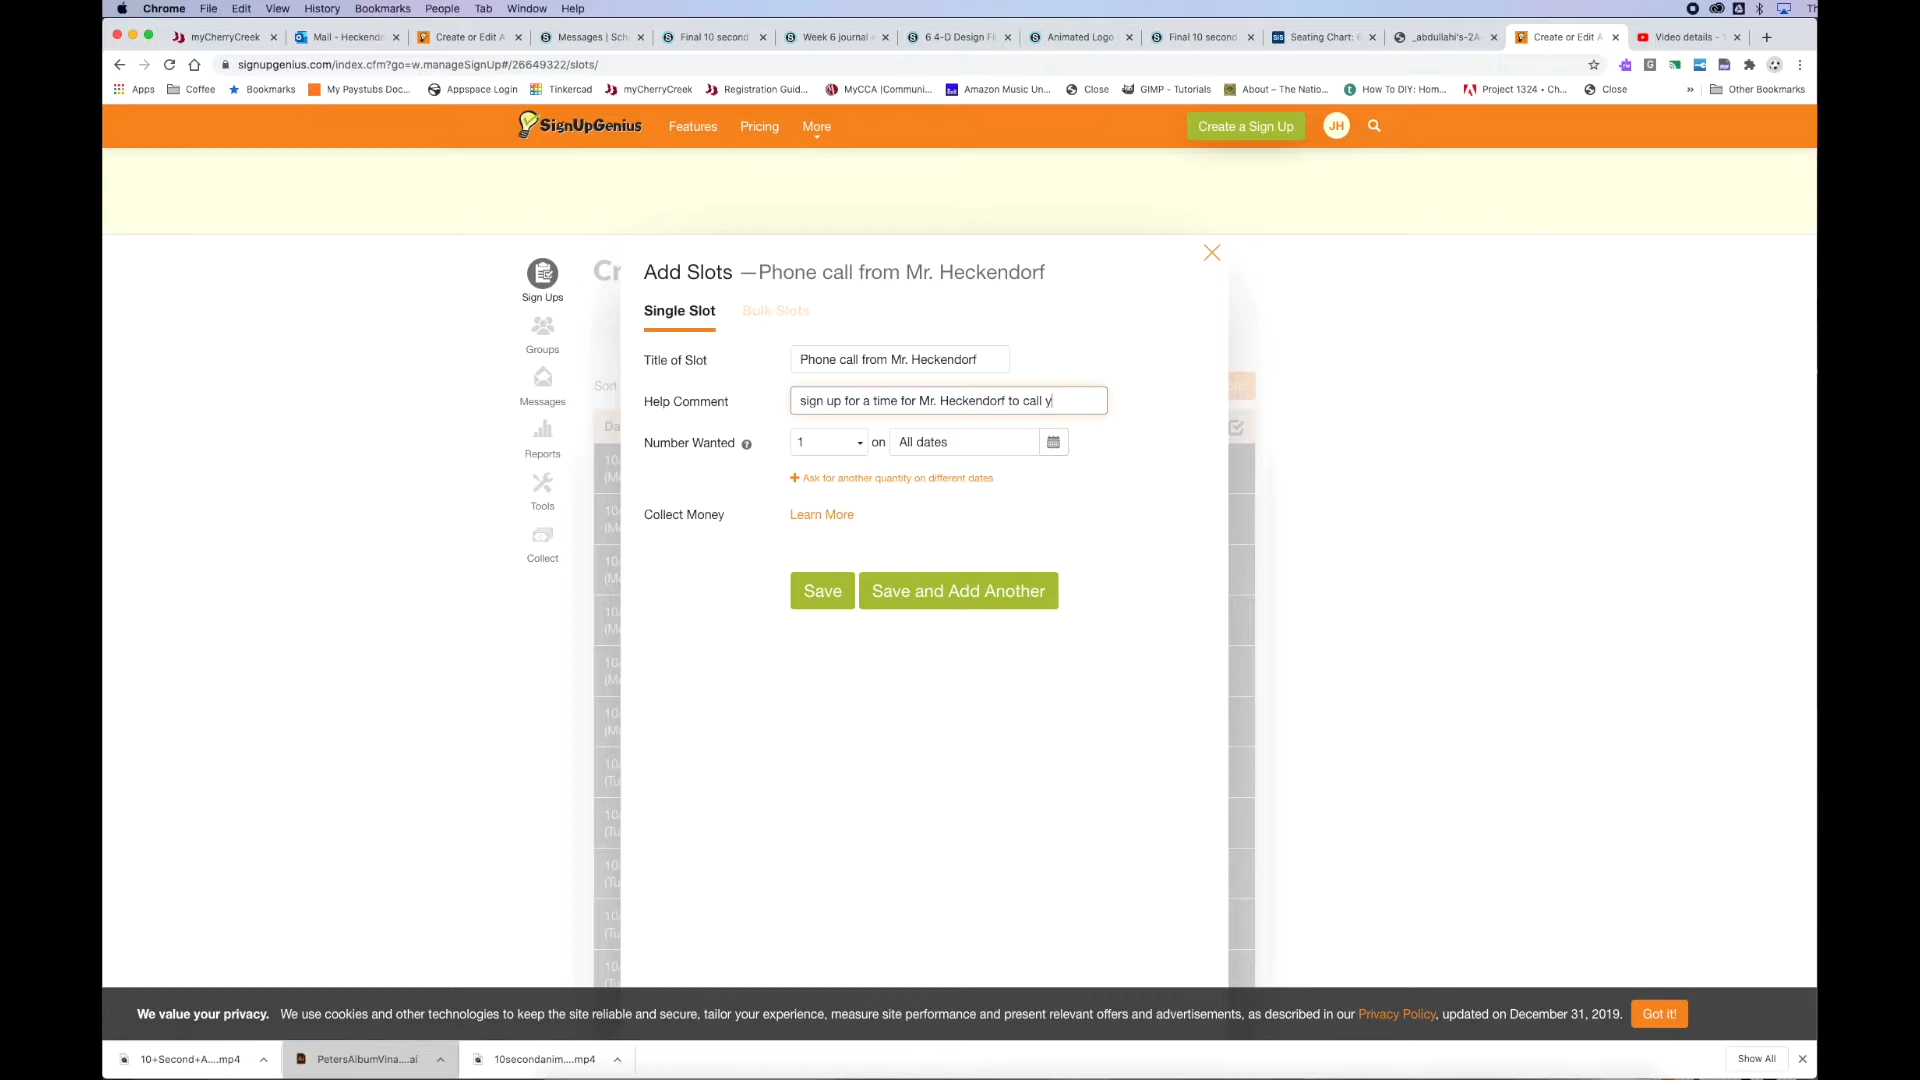 Chrome File Edit View History Bookmarks People Tab Window Help
myCherryCreek Mail - Heckend Create or Edit A Messages | Sch Final 10 second Week 6 journal 6 4-D Design Fi Animated Logo Final 10 second Seating Chart: _abdullahi's-2A Create or Edit A Video details -
signupgenius.com/index.cfm?go=w.manageSignUp#/26649322/slots/
Apps Coffee Bookmarks My Paystubs Doc... Appspace Login Tinkercad myCherryCreek Registration Guid... MyCCA |Communi... Amazon Music Un... Close GIMP - Tutorials About – The Natio... How To DIY: Hom... Project 1324 • Ch... Close » Other Bookmarks
SignUpGenius Features Pricing More Create a Sign Up JH
Add Slots —Phone call from Mr. Heckendorf
Single Slot Bulk Slots
Sign Ups
Groups
Messages
Reports
Tools
Collect
Sort
Title of Slot Phone call from Mr. Heckendorf
Help Comment sign up for a time for Mr. Heckendorf to call y
Number Wanted 1 on All dates
Ask for another quantity on different dates
Collect Money Learn More
Save Save and Add Another
We value your privacy. We use cookies and other technologies to keep the site reliable and secure, tailor your experience, measure site performance and present relevant offers and advertisements, as described in our Privacy Policy, updated on December 31, 2019. Got it!
10+Second+A....mp4 PetersAlbumVina....ai 10secondanim....mp4 Show All